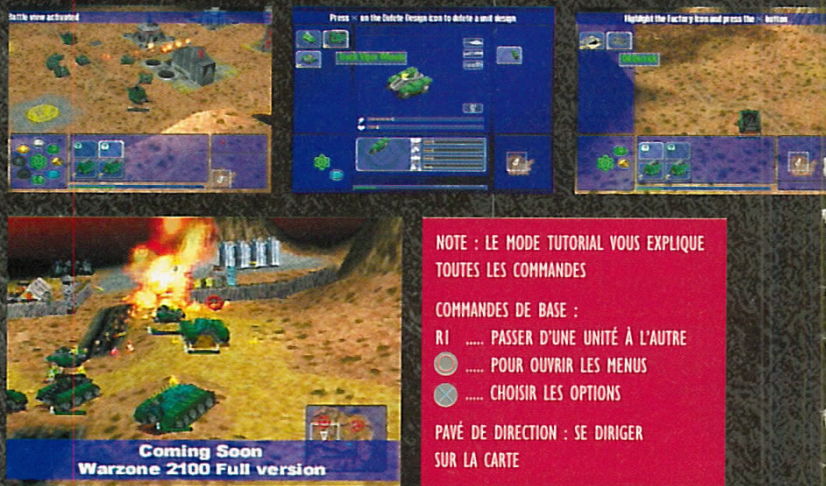 Battle view activated
Press × on the Delete Design icon to delete a unit design
Highlight the Factory Icon and press the × button
NOTE : LE MODE TUTORIAL VOUS EXPLIQUE
TOUTES LES COMMANDES
COMMANDES DE BASE :
R1 ..... PASSER D'UNITÉ À L'AUTRE
..... POUR OUVRIR LES MENUS
..... CHOISIR LES OPTIONS
PAVÉ DE DIRECTION : SE DIRIGER
SUR LA CARTE
Coming Soon
Warzone 2100 Full version